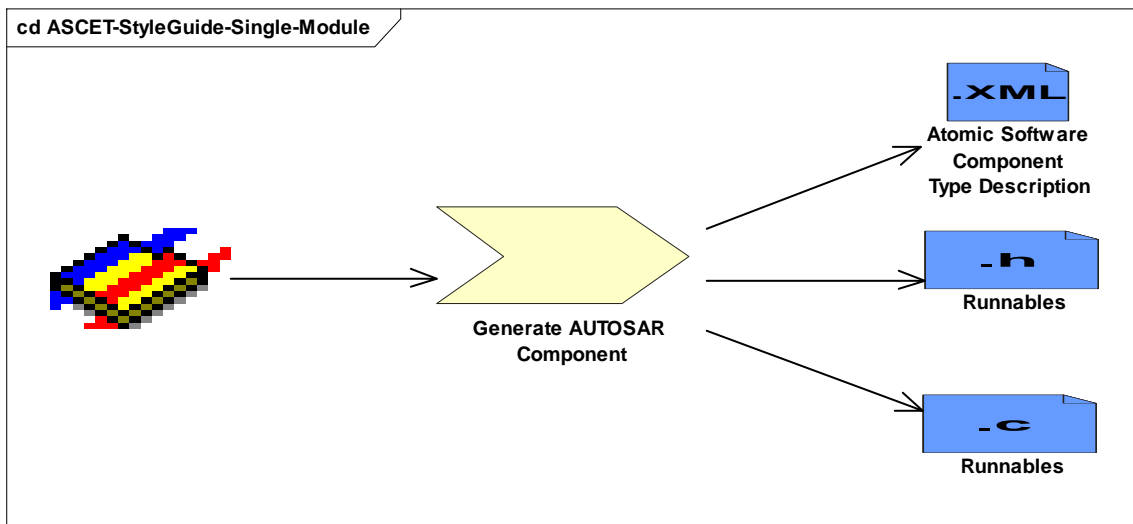 cd ASCET-StyleGuide-Single-Module
.XML
Atomic Software
Component
Type Description
Generate AUTOSAR
Component
.h
Runnables
.c
Runnables